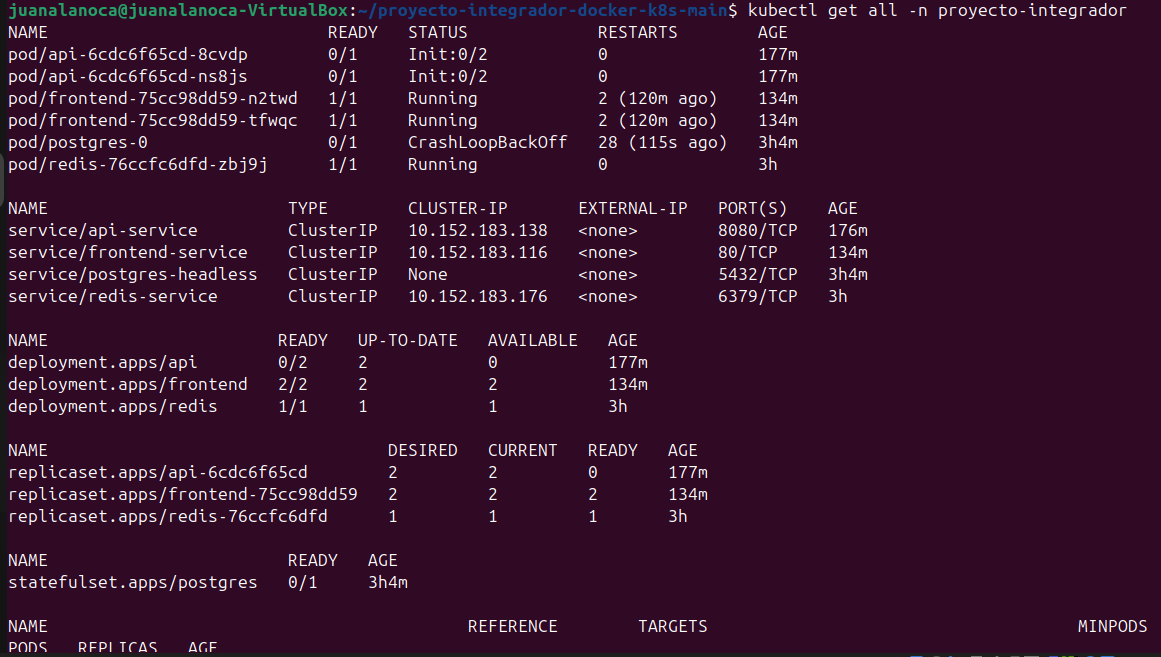 juanalanoca@juanalanoca-VirtualBox:~/proyecto-integrador-docker-k8s-main$ kubectl get all -n proyecto-integrador
NAME READY STATUS RESTARTS AGE
pod/api-6cdc6f65cd-8cvdp 0/1 Init:0/2 0 177m
pod/api-6cdc6f65cd-ns8js 0/1 Init:0/2 0 177m
pod/frontend-75cc98dd59-n2twd 1/1 Running 2 (120m ago) 134m
pod/frontend-75cc98dd59-tfwqc 1/1 Running 2 (120m ago) 134m
pod/postgres-0 0/1 CrashLoopBackOff 28 (115s ago) 3h4m
pod/redis-76ccfc6dfd-zbj9j 1/1 Running 0 3h
NAME TYPE CLUSTER-IP EXTERNAL-IP PORT(S) AGE
service/api-service ClusterIP 10.152.183.138 <none> 8080/TCP 176m
service/frontend-service ClusterIP 10.152.183.116 <none> 80/TCP 134m
service/postgres-headless ClusterIP None <none> 5432/TCP 3h4m
service/redis-service ClusterIP 10.152.183.176 <none> 6379/TCP 3h
NAME READY UP-TO-DATE AVAILABLE AGE
deployment.apps/api 0/2 2 0 177m
deployment.apps/frontend 2/2 2 2 134m
deployment.apps/redis 1/1 1 1 3h
NAME DESIRED CURRENT READY AGE
replicaset.apps/api-6cdc6f65cd 2 2 0 177m
replicaset.apps/frontend-75cc98dd59 2 2 2 134m
replicaset.apps/redis-76ccfc6dfd 1 1 1 3h
NAME READY AGE
statefulset.apps/postgres 0/1 3h4m
NAME REFERENCE TARGETS MINPODS
PODS REPLICAS AGE